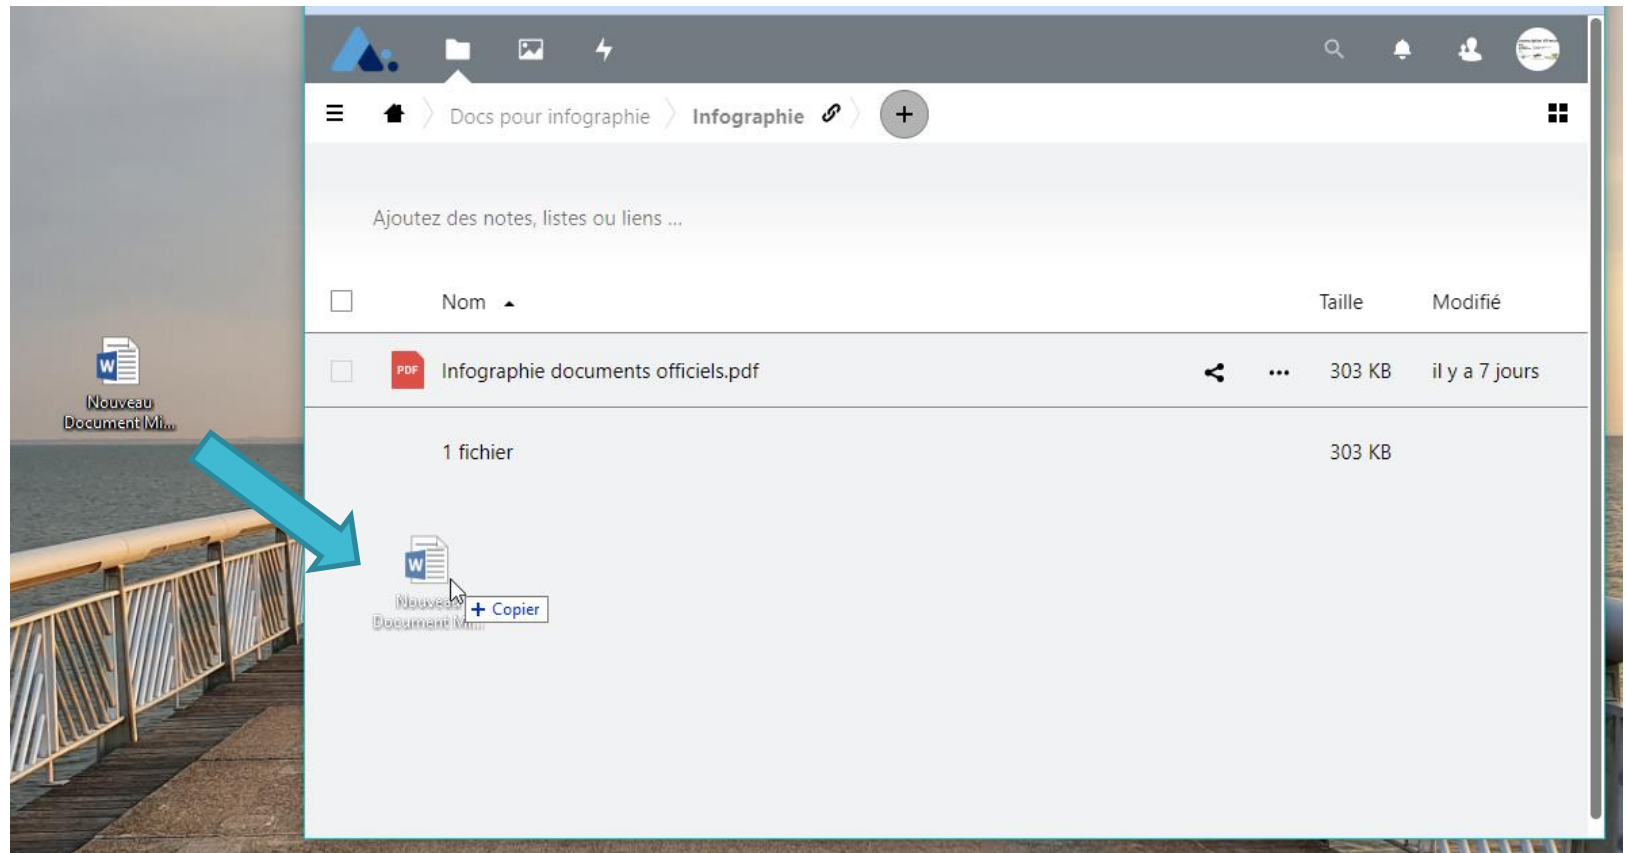 Docs pour infographie
Infographie
Ajoutez des notes, listes ou liens ...
Nom
Taille
Modifié
PDF
Infographie documents officiels.pdf
303 KB
il y a 7 jours
1 fichier
303 KB
W
Nouveau
Document Mi...
W
Document
+ Copier